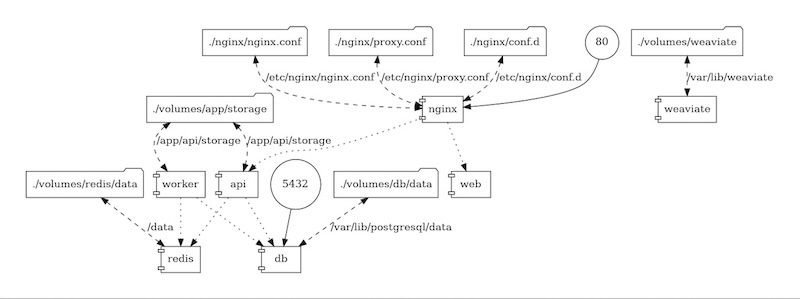 ./nginx/nginx.conf
./nginx/proxy.conf
./nginx/conf.d
80
./volumes/weaviate
/etc/nginx/nginx.conf
/etc/nginx/proxy.conf
/etc/nginx/conf.d
/var/lib/weaviate
./volumes/app/storage
nginx
weaviate
/app/api/storage
/app/api/storage
./volumes/redis/data
worker
api
5432
./volumes/db/data
web
/data
/var/lib/postgresql/data
redis
db